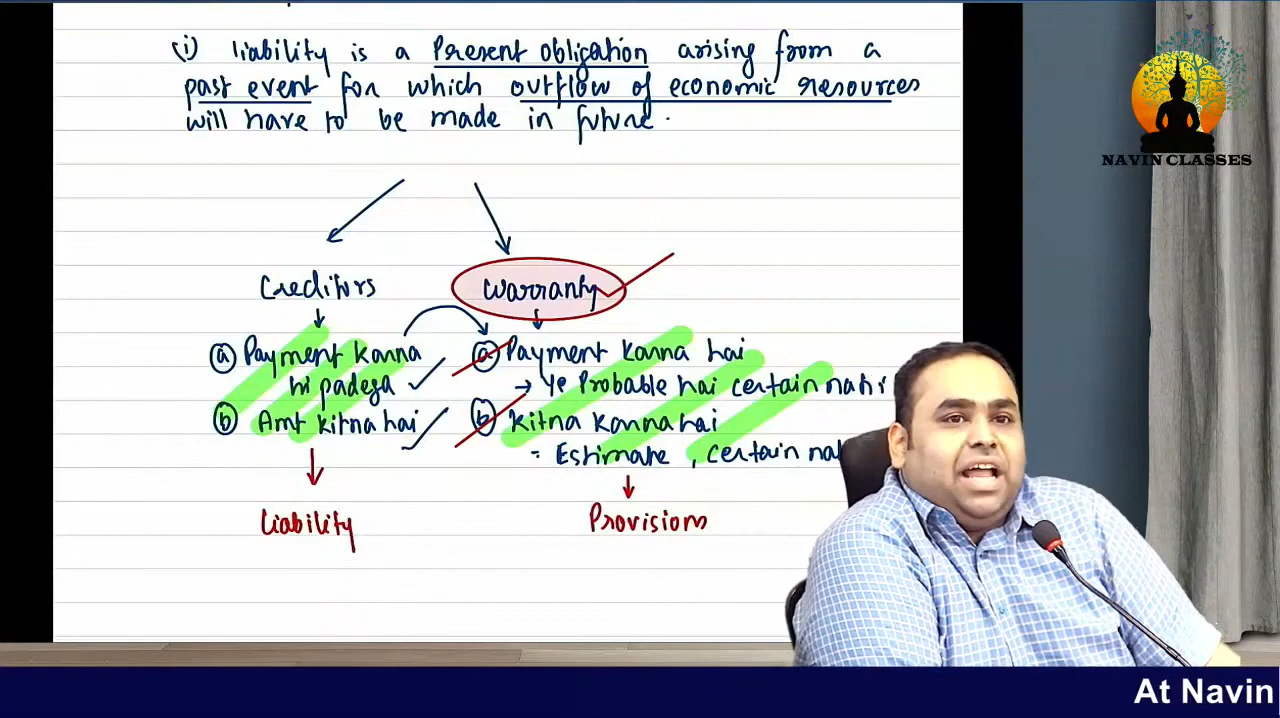 (i) liability is a Present obligation arising from a
past event for which outflow of economic resources
will have to be made in future.
NAVIN CLASSES
Creditors
Warranty
(a) Payment karna
hi padega
(b) Amt kitna hai
Liability
(a) Payment karna hai
→ Ye Probable hai certain nahi
(b) Kitna karna hai
= Estimate, certain nah
Provisions
At Navin